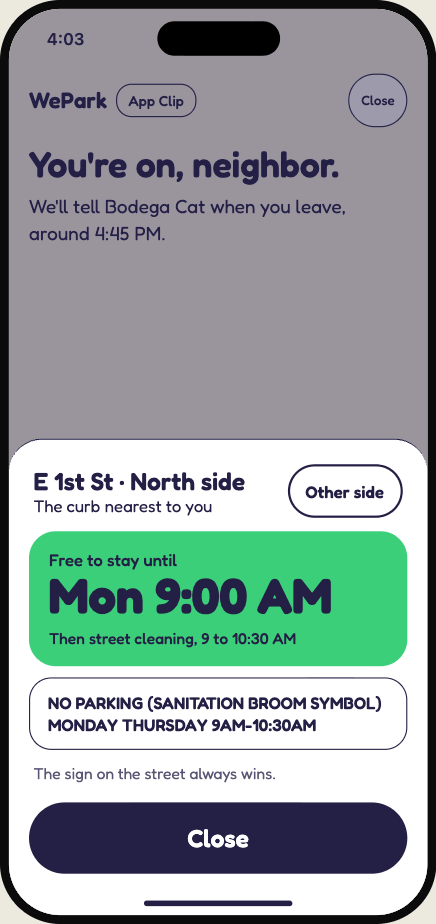 4:03
WePark
App Clip
Close
You're on, neighbor.
We'll tell Bodega Cat when you leave,
around 4:45 PM.
E 1st St · North side
The curb nearest to you
Other side
Free to stay until
Mon 9:00 AM
Then street cleaning, 9 to 10:30 AM
NO PARKING (SANITATION BROOM SYMBOL)
MONDAY THURSDAY 9AM-10:30AM
The sign on the street always wins.
Close